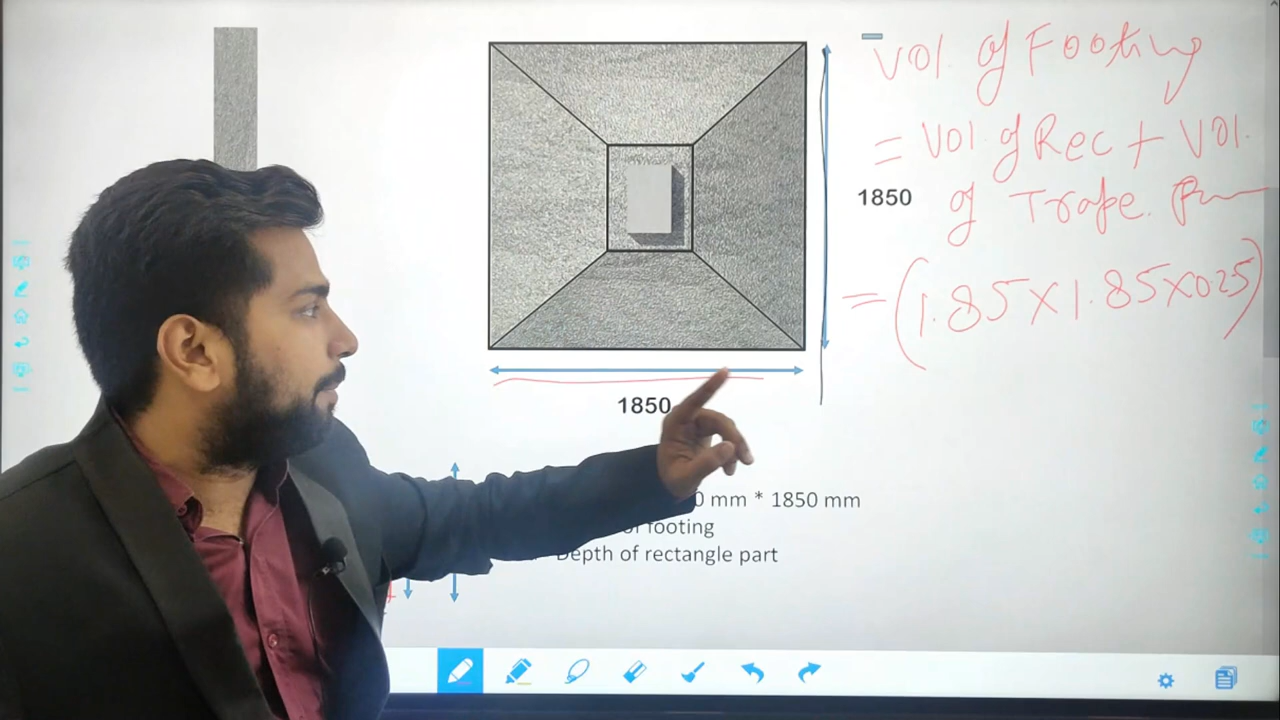 Vol. of Footing
= Vol. of Rec + Vol.
of Trape.
= (1.85 X 1.85 X 0.25)
1850
1850
0 mm * 1850 mm
footing
Depth of rectangle part